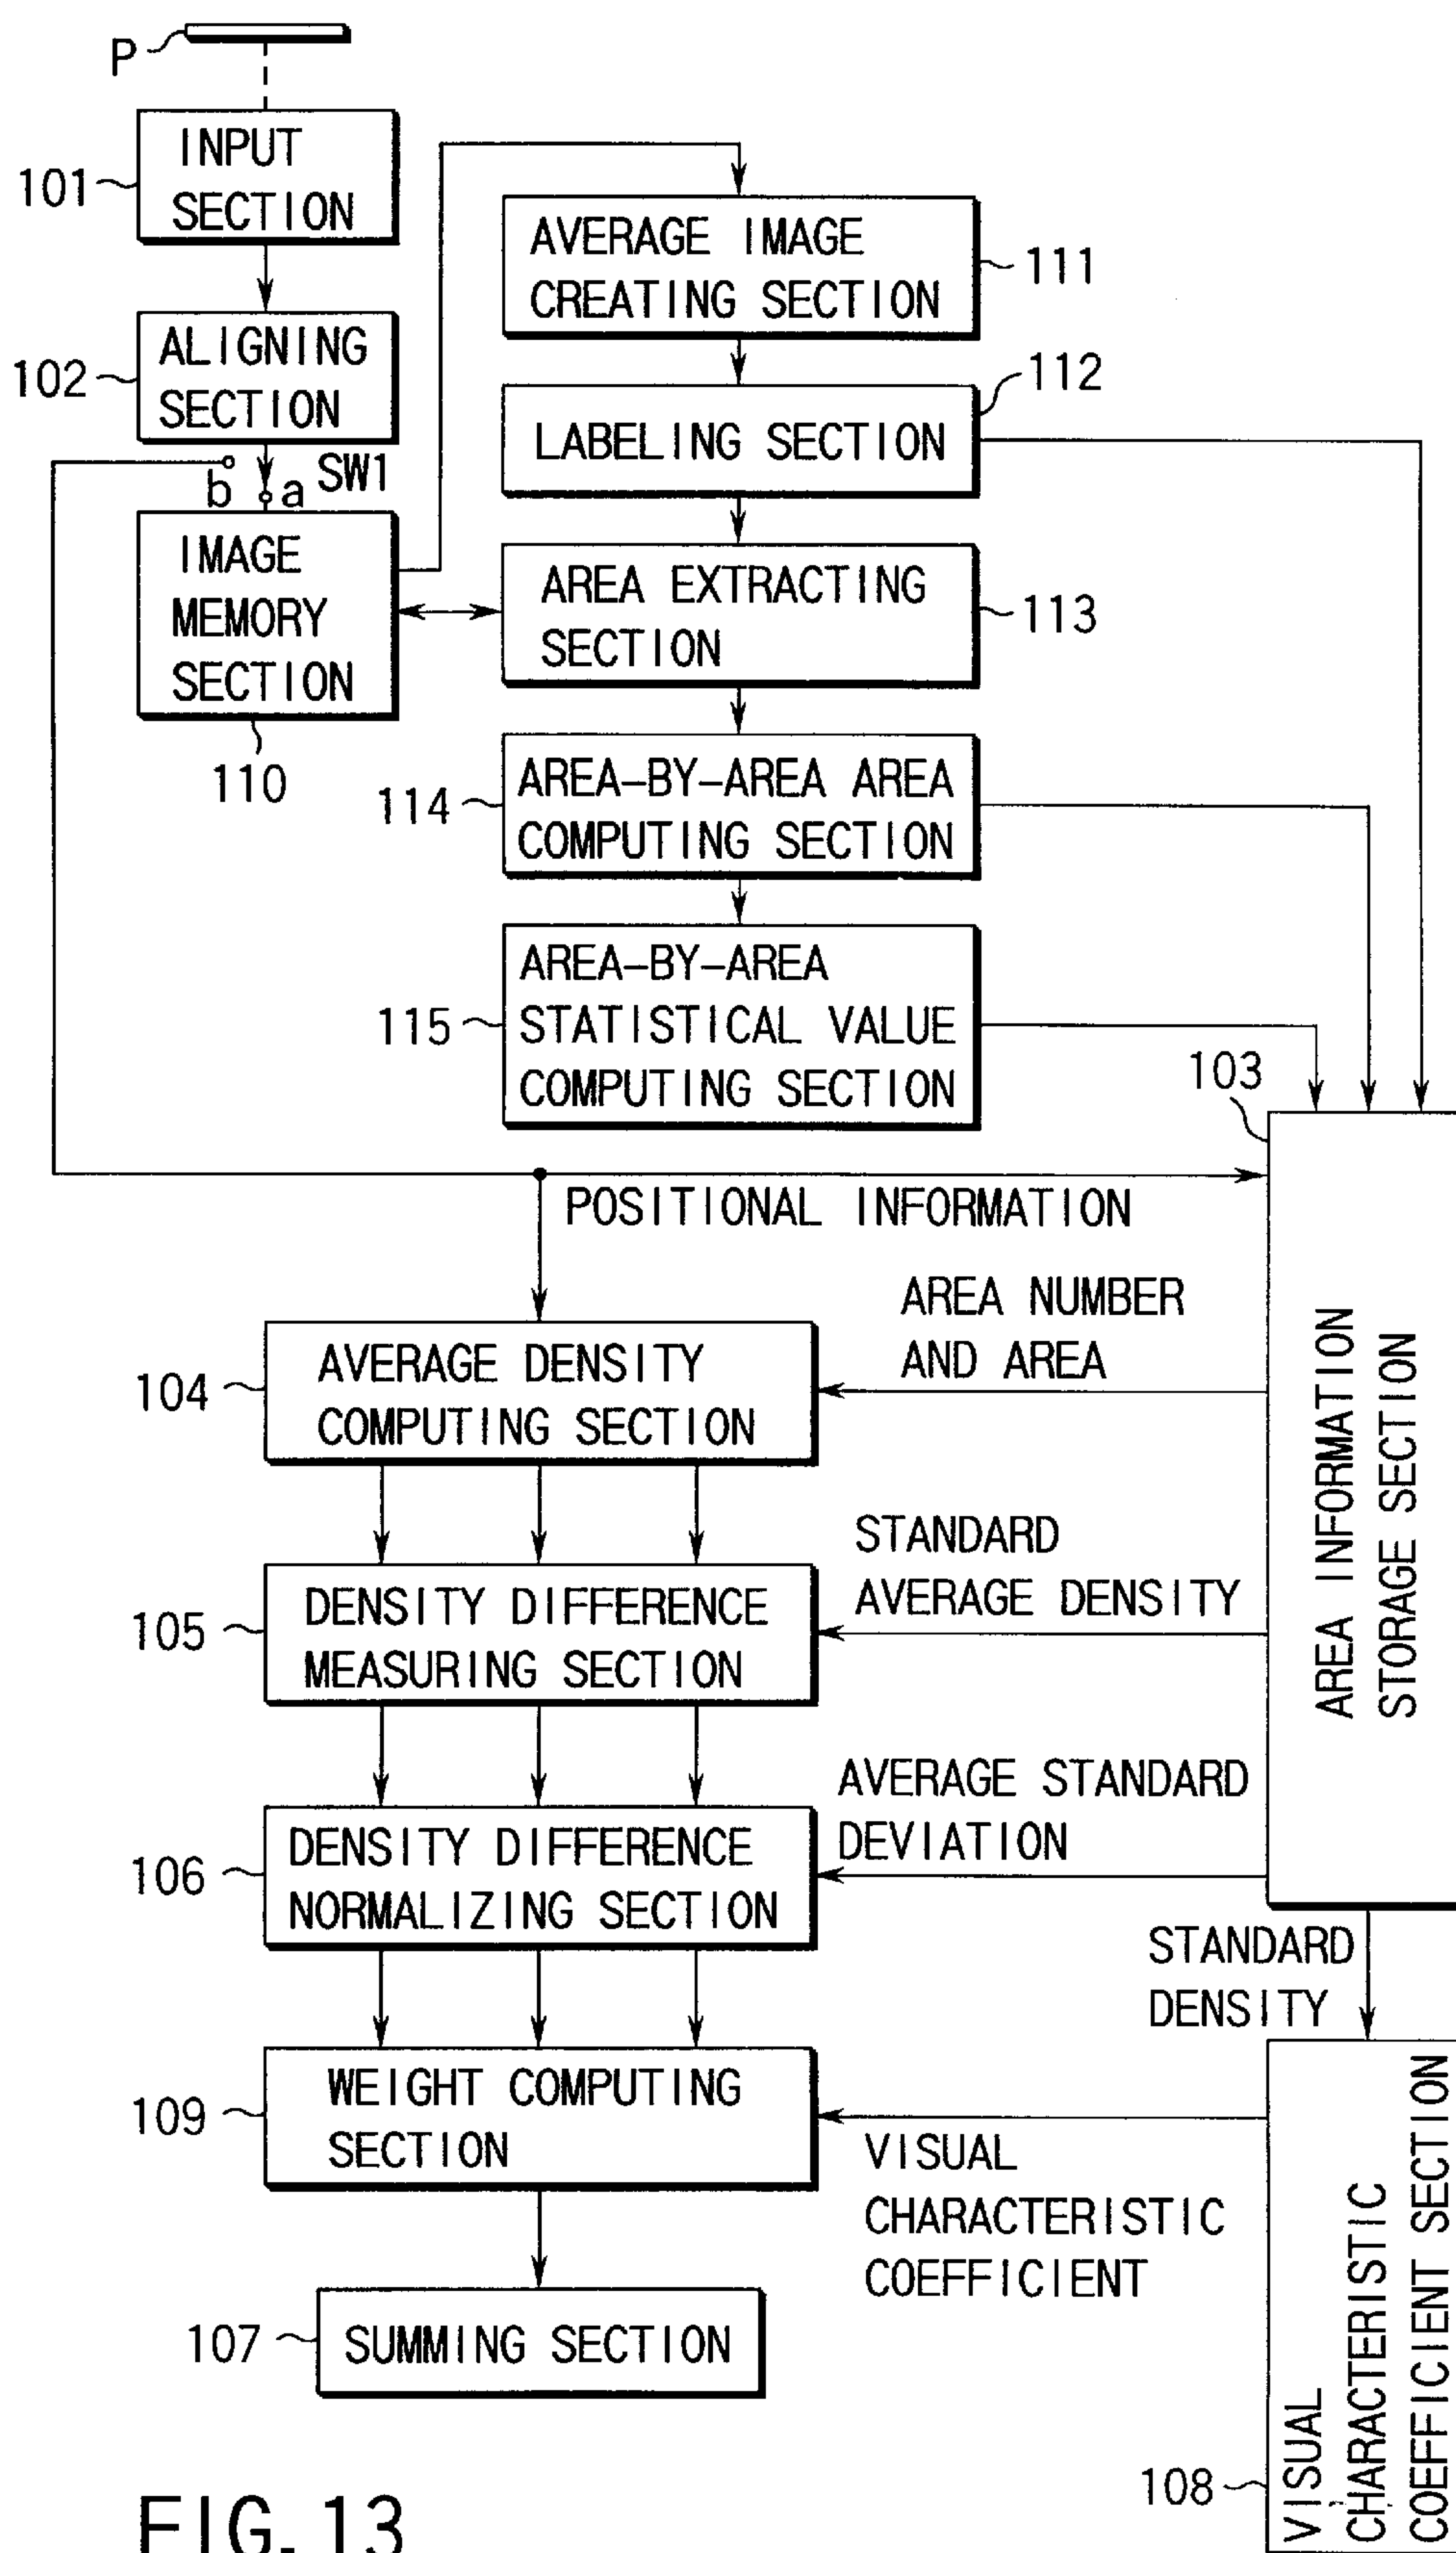 P
INPUT
SECTION
101
ALIGNING
SECTION
102
SW1
b
a
IMAGE
MEMORY
SECTION
110
AVERAGE IMAGE
CREATING SECTION
111
LABELING SECTION
112
AREA EXTRACTING
SECTION
113
AREA-BY-AREA AREA
COMPUTING SECTION
114
AREA-BY-AREA
STATISTICAL VALUE
COMPUTING SECTION
115
103
POSITIONAL INFORMATION
AREA INFORMATION
STORAGE SECTION
AREA NUMBER
AND AREA
AVERAGE DENSITY
COMPUTING SECTION
104
STANDARD
AVERAGE DENSITY
DENSITY DIFFERENCE
MEASURING SECTION
105
AVERAGE STANDARD
DEVIATION
DENSITY DIFFERENCE
NORMALIZING SECTION
106
STANDARD
DENSITY
WEIGHT COMPUTING
SECTION
109
VISUAL
CHARACTERISTIC
COEFFICIENT
SUMMING SECTION
107
VISUAL
CHARACTERISTIC
COEFFICIENT SECTION
108
FIG. 13